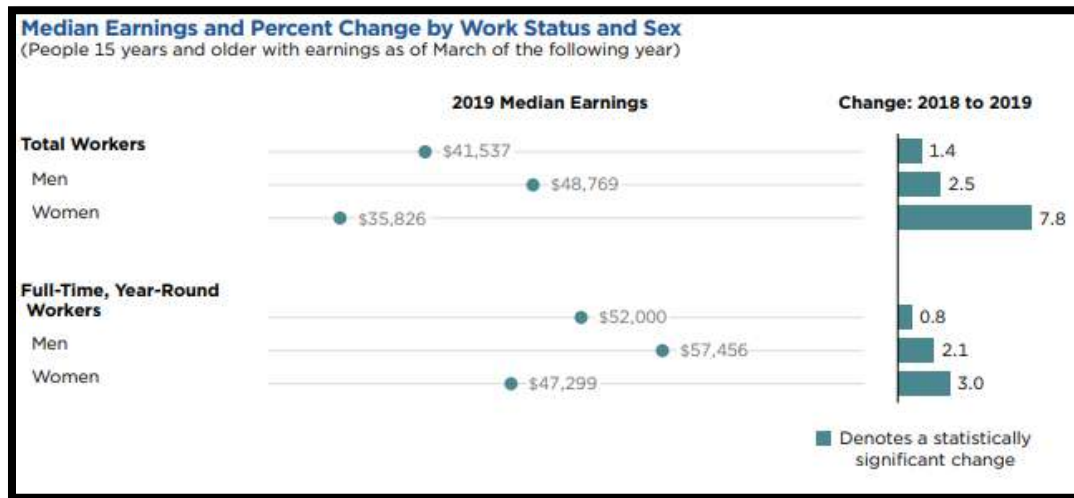 Median Earnings and Percent Change by Work Status and Sex
(People 15 years and older with earnings as of March of the following year)
2019 Median Earnings Change: 2018 to 2019
Total Workers $41,537 1.4
Men $48,769 2.5
Women $35,826 7.8
Full-Time, Year-Round
Workers $52,000 0.8
Men $57,456 2.1
Women $47,299 3.0
Denotes a statistically
significant change